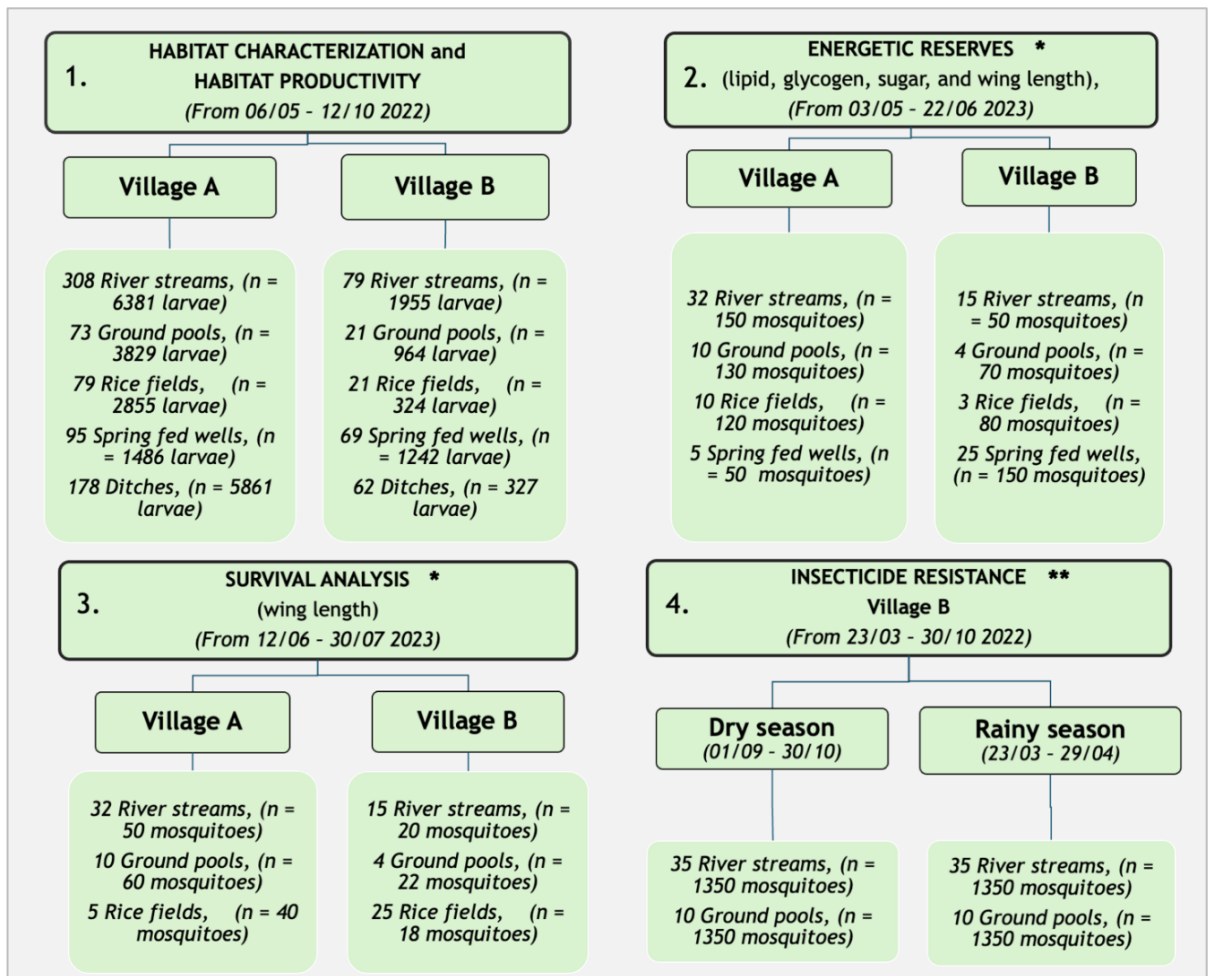 1.
HABITAT CHARACTERIZATION and
HABITAT PRODUCTIVITY
(From 06/05 – 12/10 2022)
Village A
308 River streams, (n =
6381 larvae)
73 Ground pools, (n =
3829 larvae)
79 Rice fields, (n =
2855 larvae)
95 Spring fed wells, (n
= 1486 larvae)
178 Ditches, (n = 5861
larvae)
Village B
79 River streams, (n =
1955 larvae)
21 Ground pools, (n =
964 larvae)
21 Rice fields, (n =
324 larvae)
69 Spring fed wells, (n
= 1242 larvae)
62 Ditches, (n = 327
larvae)
2.
ENERGETIC RESERVES *
(lipid, glycogen, sugar, and wing length),
(From 03/05 – 22/06 2023)
Village A
32 River streams, (n =
150 mosquitoes)
10 Ground pools, (n =
130 mosquitoes)
10 Rice fields, (n =
120 mosquitoes)
5 Spring fed wells, (n
= 50 mosquitoes)
Village B
15 River streams, (n
= 50 mosquitoes)
4 Ground pools, (n =
70 mosquitoes)
3 Rice fields, (n =
80 mosquitoes)
25 Spring fed wells,
(n = 150 mosquitoes)
3.
SURVIVAL ANALYSIS *
(wing length)
(From 12/06 – 30/07 2023)
Village A
32 River streams, (n =
50 mosquitoes)
10 Ground pools, (n =
60 mosquitoes)
5 Rice fields, (n = 40
mosquitoes)
Village B
15 River streams, (n =
20 mosquitoes)
4 Ground pools, (n =
22 mosquitoes)
25 Rice fields, (n =
18 mosquitoes)
4.
INSECTICIDE RESISTANCE **
Village B
(From 23/03 – 30/10 2022)
Dry season
(01/09 – 30/10)
35 River streams, (n =
1350 mosquitoes)
10 Ground pools, (n =
1350 mosquitoes)
Rainy season
(23/03 – 29/04)
35 River streams, (n =
1350 mosquitoes)
10 Ground pools, (n =
1350 mosquitoes)